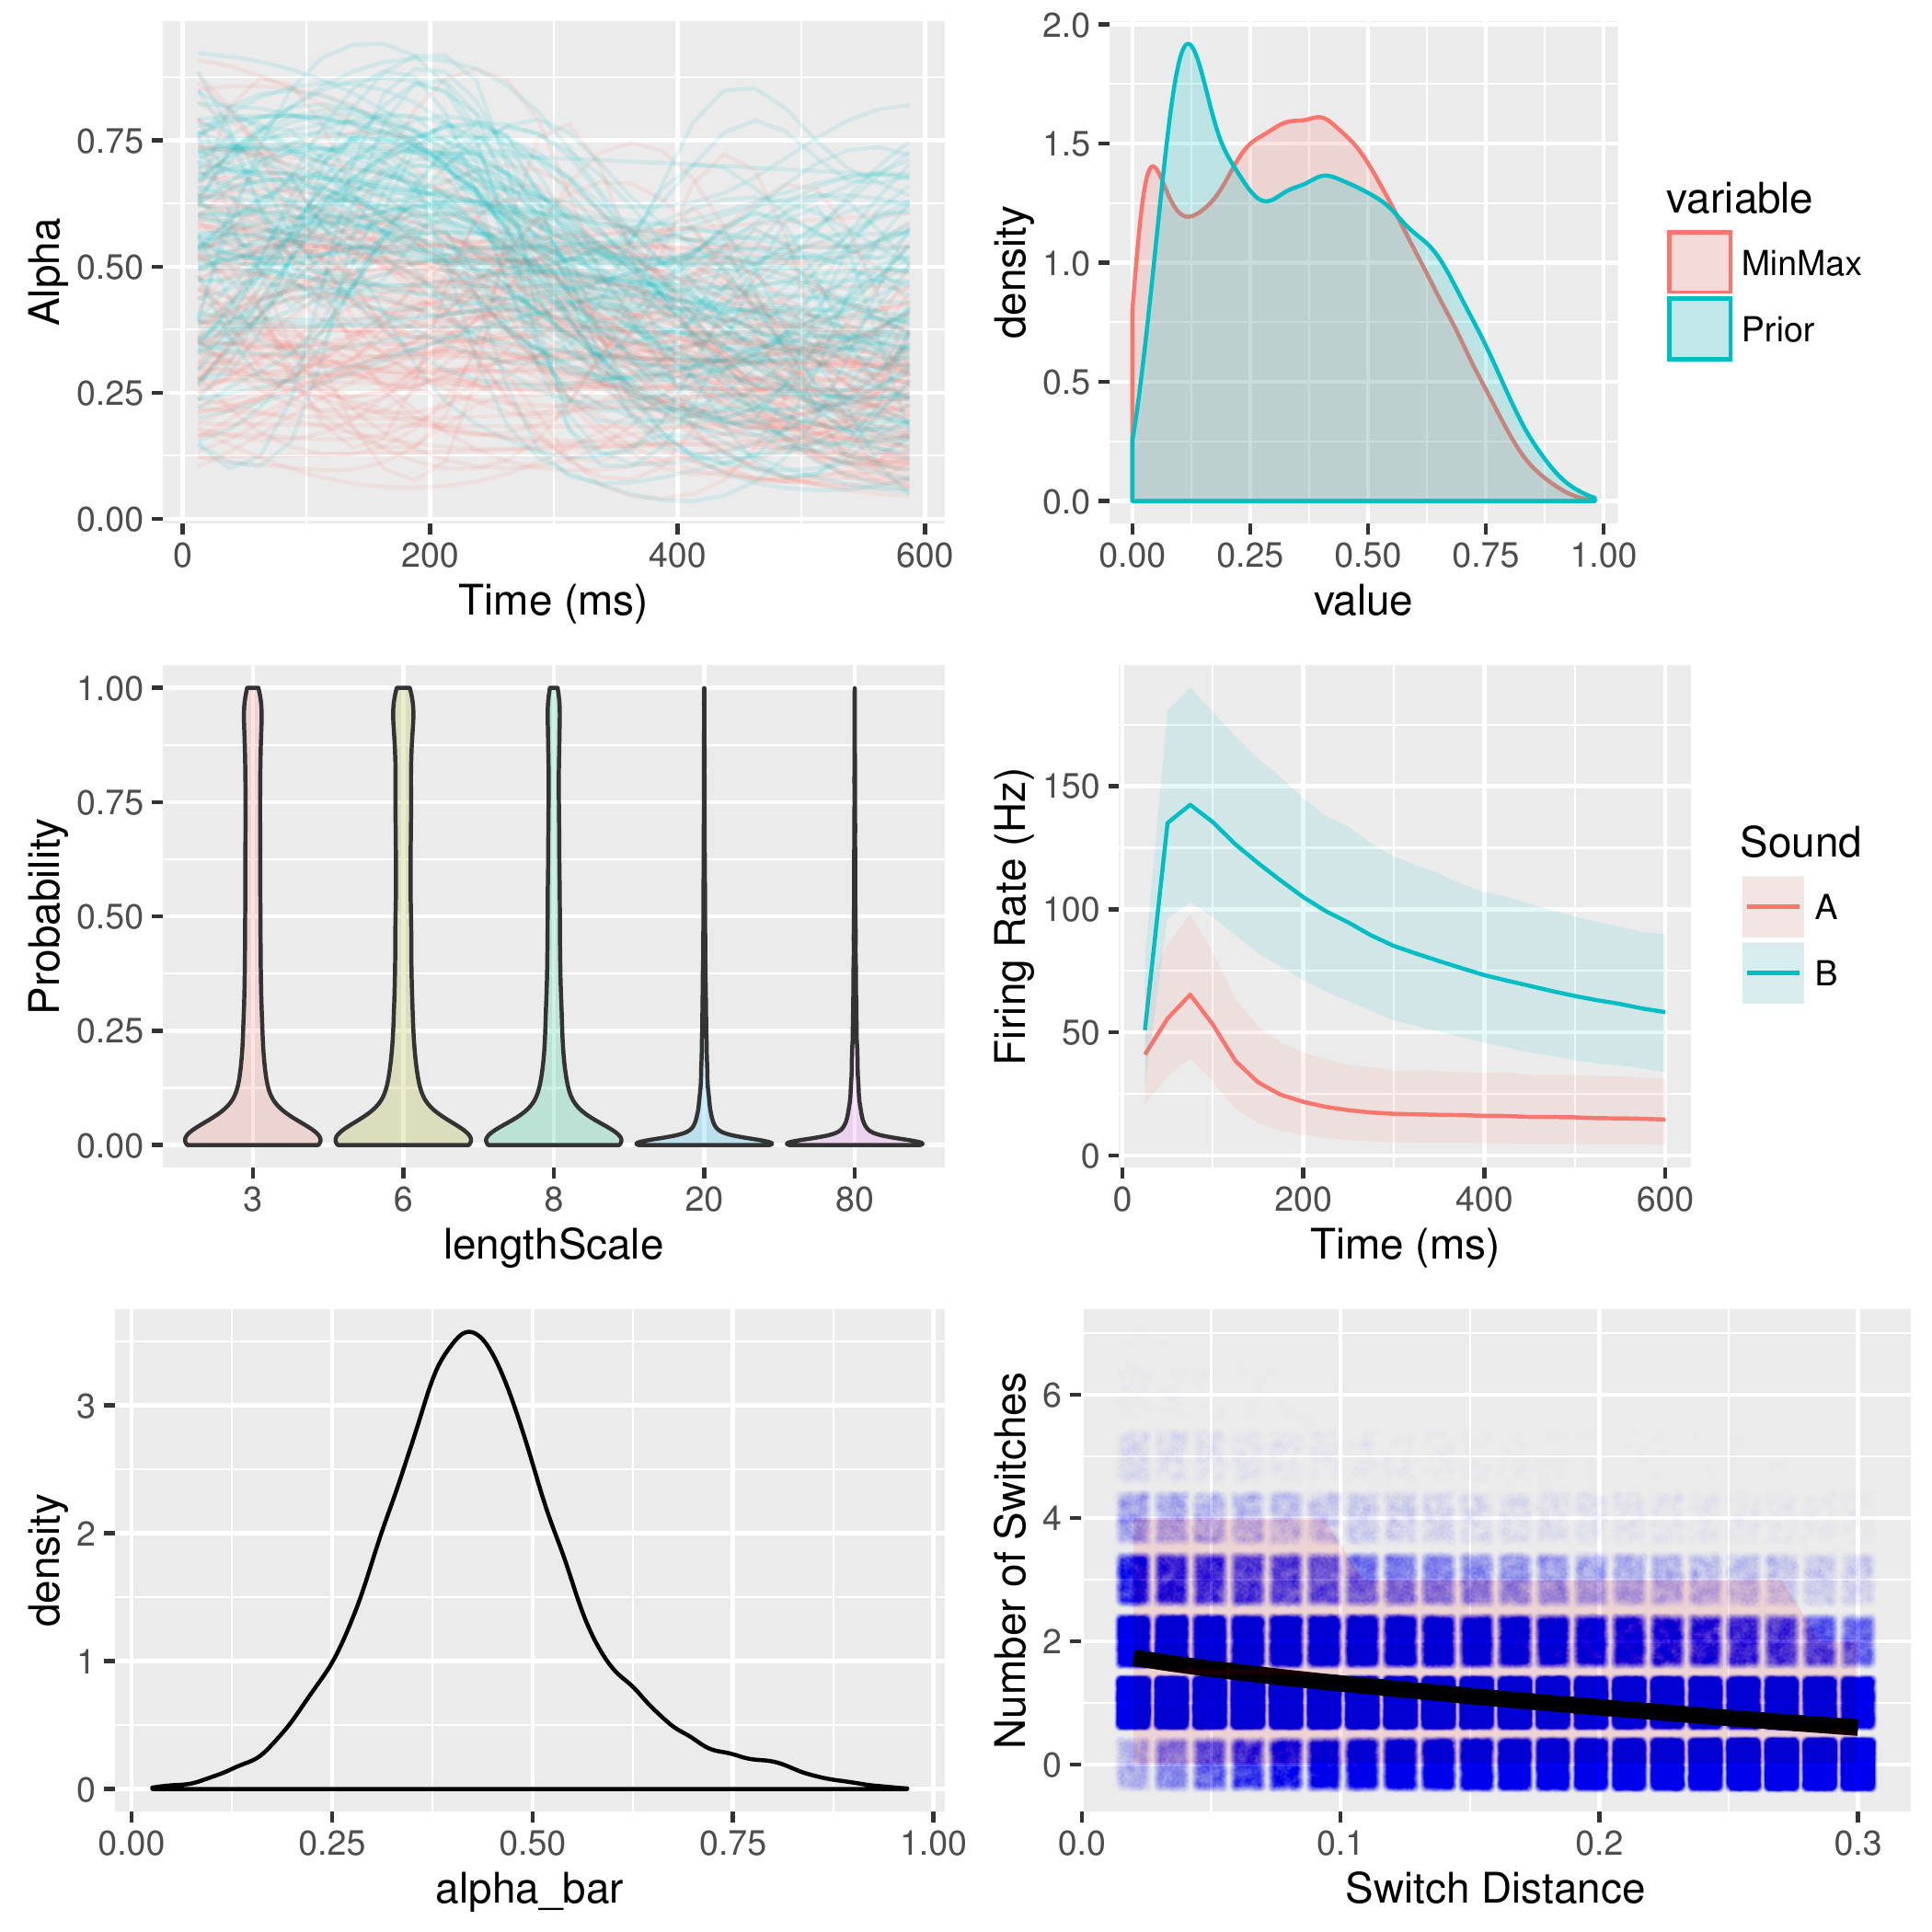 Alpha
0.75
0.50
0.25
0.00
0 200 400 600
Time (ms)
density
2.0
1.5
1.0
0.5
0.0
0.00 0.25 0.50 0.75 1.00
value
variable
MinMax
Prior
Probability
1.00
0.75
0.50
0.25
0.00
3 6 8 20 80
lengthScale
Firing Rate (Hz)
150
100
50
0
0 200 400 600
Time (ms)
Sound
A
B
density
3
2
1
0
0.00 0.25 0.50 0.75 1.00
alpha_bar
Number of Switches
6
4
2
0
0.0 0.1 0.2 0.3
Switch Distance